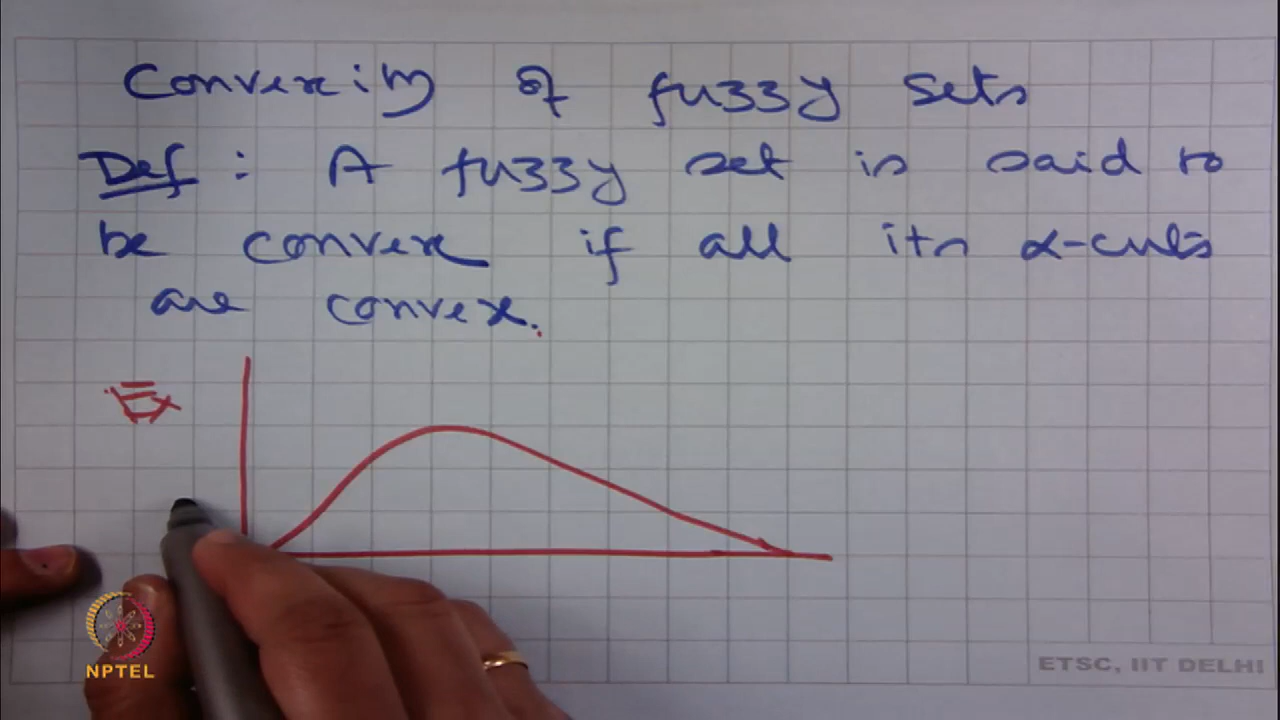 Convexity of fuzzy sets
Def : A fuzzy set is said to
be convex if all its α-cuts
are convex.
Ex
NPTEL
ETSC, IIT DELHI